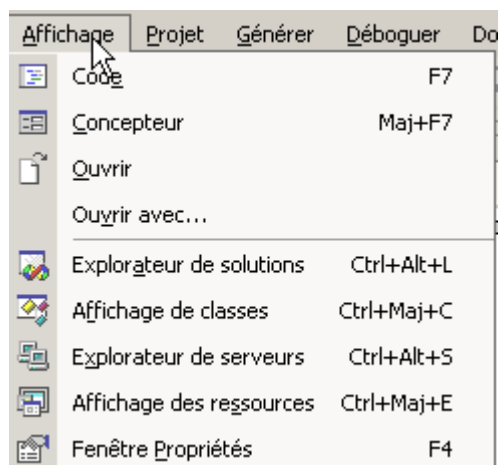 Affichage Projet Générer Déboguer Do
Code F7
Concepteur Maj+F7
Ouvrir
Ouvrir avec...
Explorateur de solutions Ctrl+Alt+L
Affichage de classes Ctrl+Maj+C
Explorateur de serveurs Ctrl+Alt+S
Affichage des ressources Ctrl+Maj+E
Fenêtre Propriétés F4